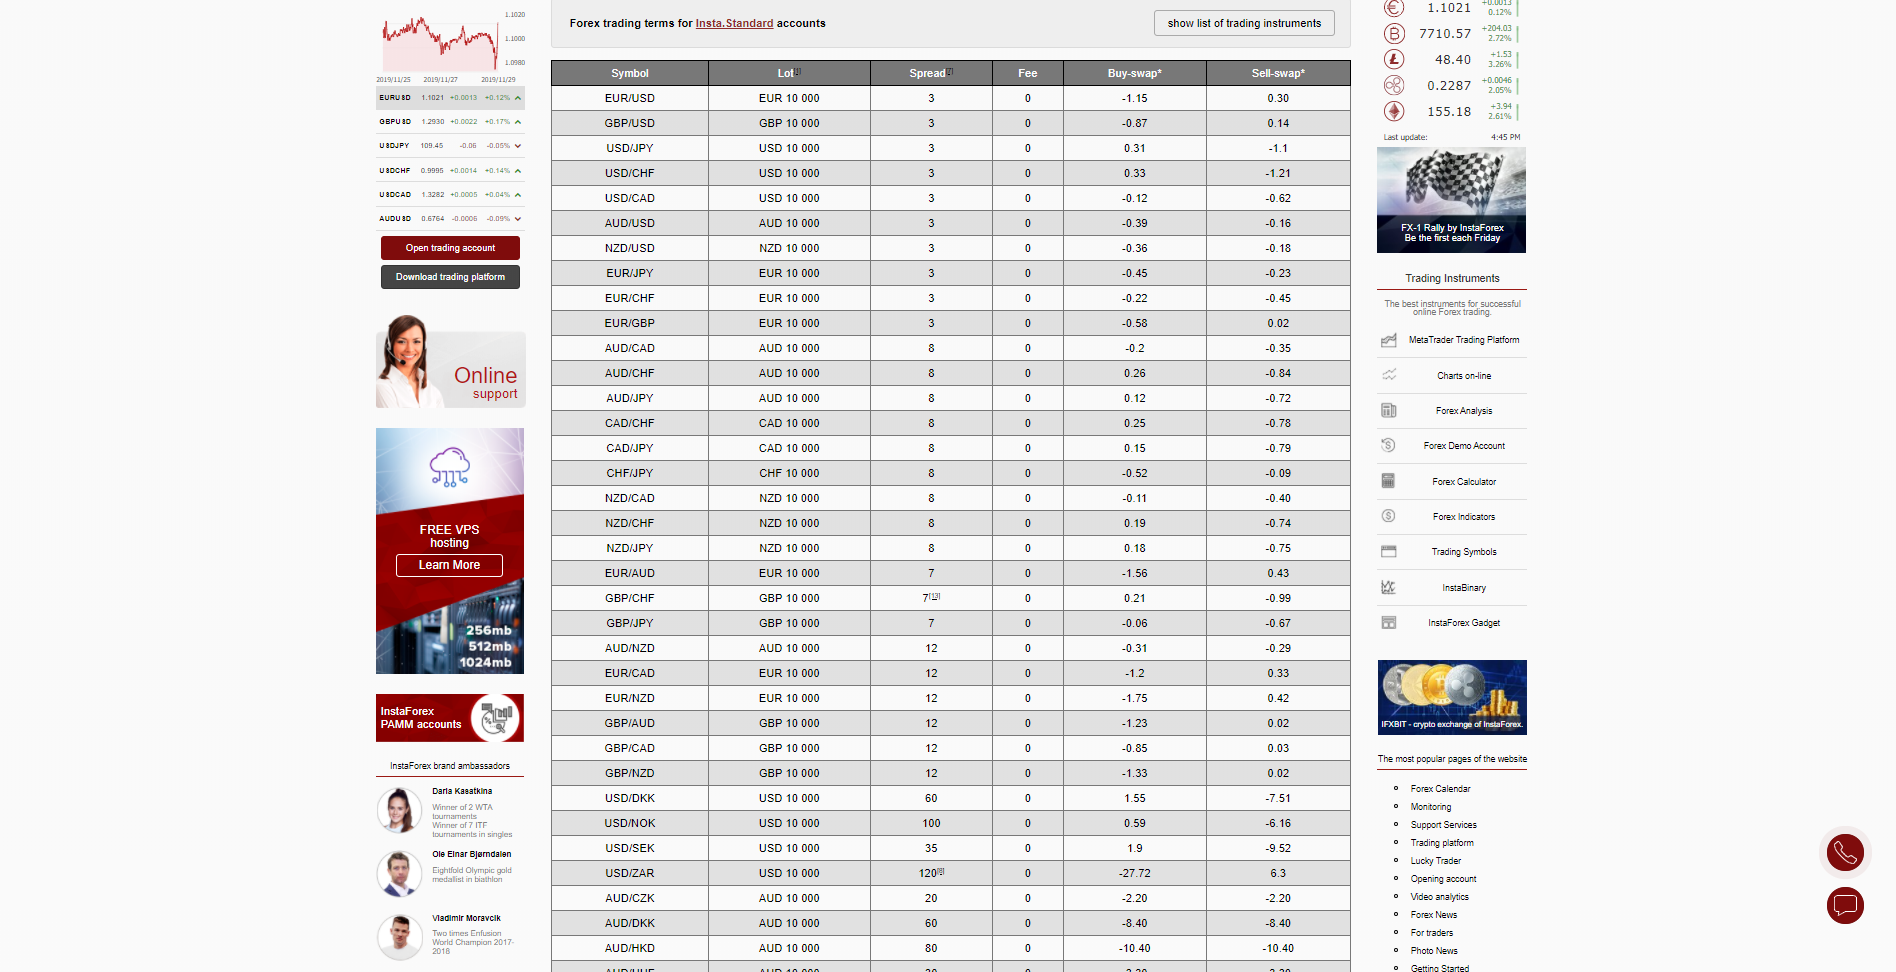 1.1020
1.1000
1.0980
2019/11/25 2019/11/27 2019/11/29
EURUSD 1.1021 +0.0013 +0.12%
GBPUSD 1.2930 +0.0022 +0.17%
USDJPY 109.45 -0.06 -0.05%
USDCHF 0.9995 +0.0014 +0.14%
USDCAD 1.3282 +0.0005 +0.04%
AUDUSD 0.6764 -0.0006 -0.09%
Open trading account
Download trading platform
Online
support
FREE VPS
hosting
Learn More
256mb
512mb
1024mb
InstaForex
PAMM accounts
InstaForex brand ambassadors
Daria Kasatkina
Winner of 2 WTA
tournaments
Winner of 7 ITF
tournaments in singles
Ole Einar Bjørndalen
Eightfold Olympic gold
medallist in biathlon
Vladimir Moravcik
Two times Enfusion
World Champion 2017-
2018
Forex trading terms for Insta.Standard accounts
show list of trading instruments
Symbol Lot Spread Fee Buy-swap* Sell-swap*
EUR/USD EUR 10 000 3 0 -1.15 0.30
GBP/USD GBP 10 000 3 0 -0.87 0.14
USD/JPY USD 10 000 3 0 0.31 -1.1
USD/CHF USD 10 000 3 0 0.33 -1.21
USD/CAD USD 10 000 3 0 -0.12 -0.62
AUD/USD AUD 10 000 3 0 -0.39 -0.16
NZD/USD NZD 10 000 3 0 -0.36 -0.18
EUR/JPY EUR 10 000 3 0 -0.45 -0.23
EUR/CHF EUR 10 000 3 0 -0.22 -0.45
EUR/GBP EUR 10 000 3 0 -0.58 0.02
AUD/CAD AUD 10 000 8 0 -0.2 -0.35
AUD/CHF AUD 10 000 8 0 0.26 -0.84
AUD/JPY AUD 10 000 8 0 0.12 -0.72
CAD/CHF CAD 10 000 8 0 0.25 -0.78
CAD/JPY CAD 10 000 8 0 0.15 -0.79
CHF/JPY CHF 10 000 8 0 -0.52 -0.09
NZD/CAD NZD 10 000 8 0 -0.11 -0.40
NZD/CHF NZD 10 000 8 0 0.19 -0.74
NZD/JPY NZD 10 000 8 0 0.18 -0.75
EUR/AUD EUR 10 000 7 0 -1.56 0.43
GBP/CHF GBP 10 000 7[13] 0 0.21 -0.99
GBP/JPY GBP 10 000 7 0 -0.06 -0.67
AUD/NZD AUD 10 000 12 0 -0.31 -0.29
EUR/CAD EUR 10 000 12 0 -1.2 0.33
EUR/NZD EUR 10 000 12 0 -1.75 0.42
GBP/AUD GBP 10 000 12 0 -1.23 0.02
GBP/CAD GBP 10 000 12 0 -0.85 0.03
GBP/NZD GBP 10 000 12 0 -1.33 0.02
USD/DKK USD 10 000 60 0 1.55 -7.51
USD/NOK USD 10 000 100 0 0.59 -6.16
USD/SEK USD 10 000 35 0 1.9 -9.52
USD/ZAR USD 10 000 120 0 -27.72 6.3
AUD/CZK AUD 10 000 20 0 -2.20 -2.20
AUD/DKK AUD 10 000 60 0 -8.40 -8.40
AUD/HKD AUD 10 000 80 0 -10.40 -10.40
1.1021 +0.0013 0.12%
7710.57 +204.03 2.72%
48.40 +1.53 3.26%
0.2287 +0.0046 2.05%
155.18 +3.94 2.61%
Last update: 4:45 PM
FX-1 Rally by InstaForex
Be the first each Friday
Trading Instruments
The best instruments for successful
online Forex trading.
MetaTrader Trading Platform
Charts on-line
Forex Analysis
Forex Demo Account
Forex Calculator
Forex Indicators
Trading Symbols
InstaBinary
InstaForex Gadget
IFXBIT - crypto exchange of InstaForex.
The most popular pages of the website
Forex Calendar
Monitoring
Support Services
Trading platform
Lucky Trader
Opening account
Video analytics
Forex News
For traders
Photo News
Getting Started